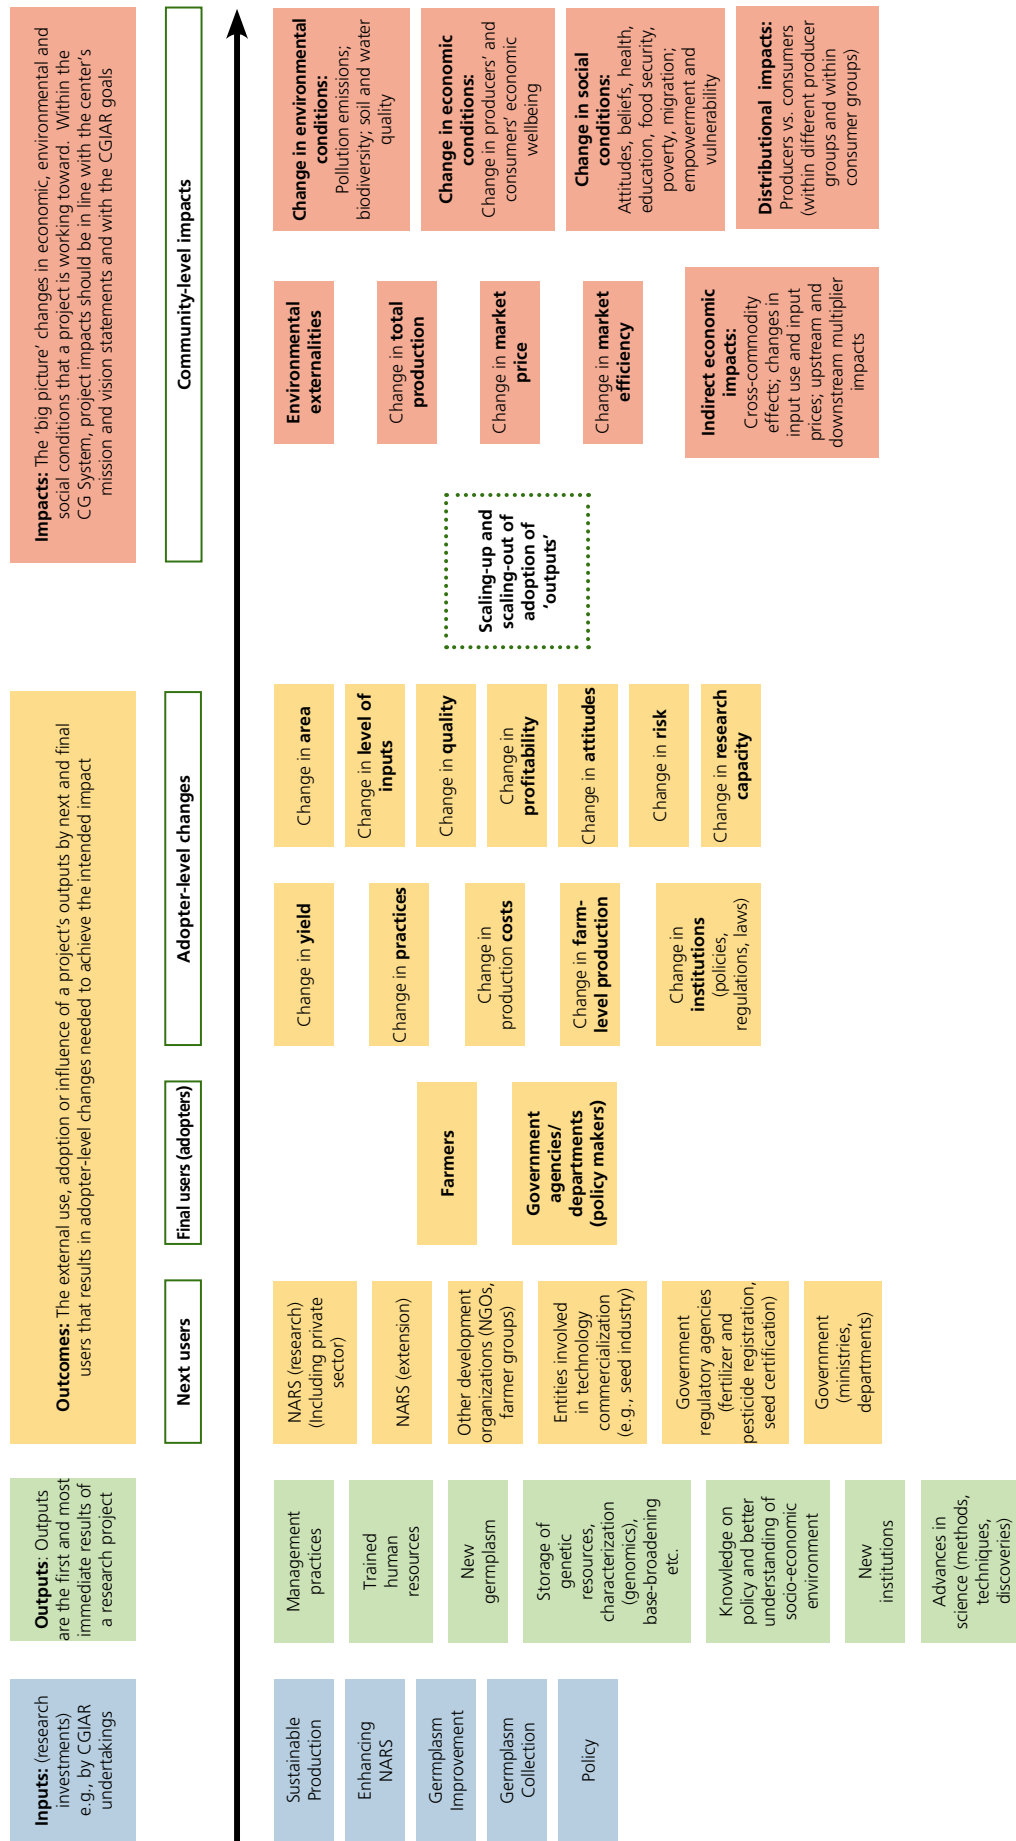 Inputs: (research
investments)
e.g., by CGIAR
undertakings
Outputs: Outputs
are the first and most
immediate results of
a research project
Outcomes: The external use, adoption or influence of a project's outputs by next and final
users that results in adopter-level changes needed to achieve the intended impact
Impacts: The ‘big picture’ changes in economic, environmental and
social conditions that a project is working toward. Within the
CG System, project impacts should be in line with the center's
mission and vision statements and with the CGIAR goals
Next users
Final users (adopters)
Adopter-level changes
Community-level impacts
Sustainable
Production
Enhancing
NARS
Germplasm
Improvement
Germplasm
Collection
Policy
Management
practices
Trained
human
resources
New
germplasm
Storage of
genetic
resources,
characterization
(genomics),
base-broadening
etc.
Knowledge on
policy and better
understanding of
socio-economic
environment
New
institutions
Advances in
science (methods,
techniques,
discoveries)
NARS (research)
(Including private
sector)
NARS (extension)
Other development
organizations (NGOs,
farmer groups)
Entities involved
in technology
commercialization
(e.g., seed industry)
Government
regulatory agencies
(fertilizer and
pesticide registration,
seed certification)
Government
(ministries,
departments)
Farmers
Government
agencies/
departments
(policy makers)
Change in yield
Change in practices
Change in
production costs
Change in farm-
level production
Change in
institutions
(policies,
regulations, laws)
Change in area
Change in level of
inputs
Change in quality
Change in
profitability
Change in attitudes
Change in risk
Change in research
capacity
Scaling-up and
scaling-out of
adoption of
‘outputs’
Environmental
externalities
Change in total
production
Change in market
price
Change in market
efficiency
Indirect economic
impacts:
Cross-commodity
effects; changes in
input use and input
prices; upstream and
downstream multiplier
impacts
Change in environmental
conditions:
Pollution emissions;
biodiversity; soil and water
quality
Change in economic
conditions:
Change in producers’ and
consumers’ economic
wellbeing
Change in social
conditions:
Attitudes, beliefs, health,
education, food security,
poverty, migration;
empowerment and
vulnerability
Distributional impacts:
Producers vs. consumers
(within different producer
groups and within
consumer groups)